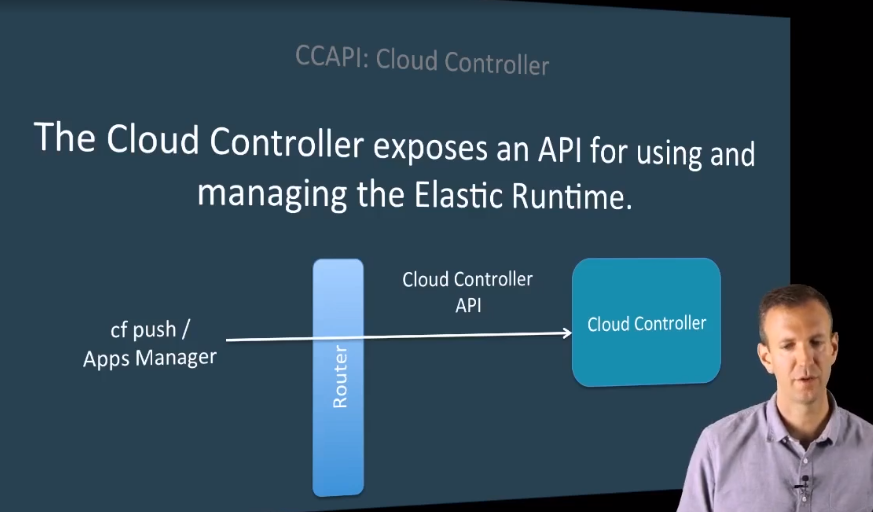 CCAPI: Cloud Controller
The Cloud Controller exposes an API for using and
managing the Elastic Runtime.
Cloud Controller
API
cf push /
Apps Manager
Router
Cloud Controller